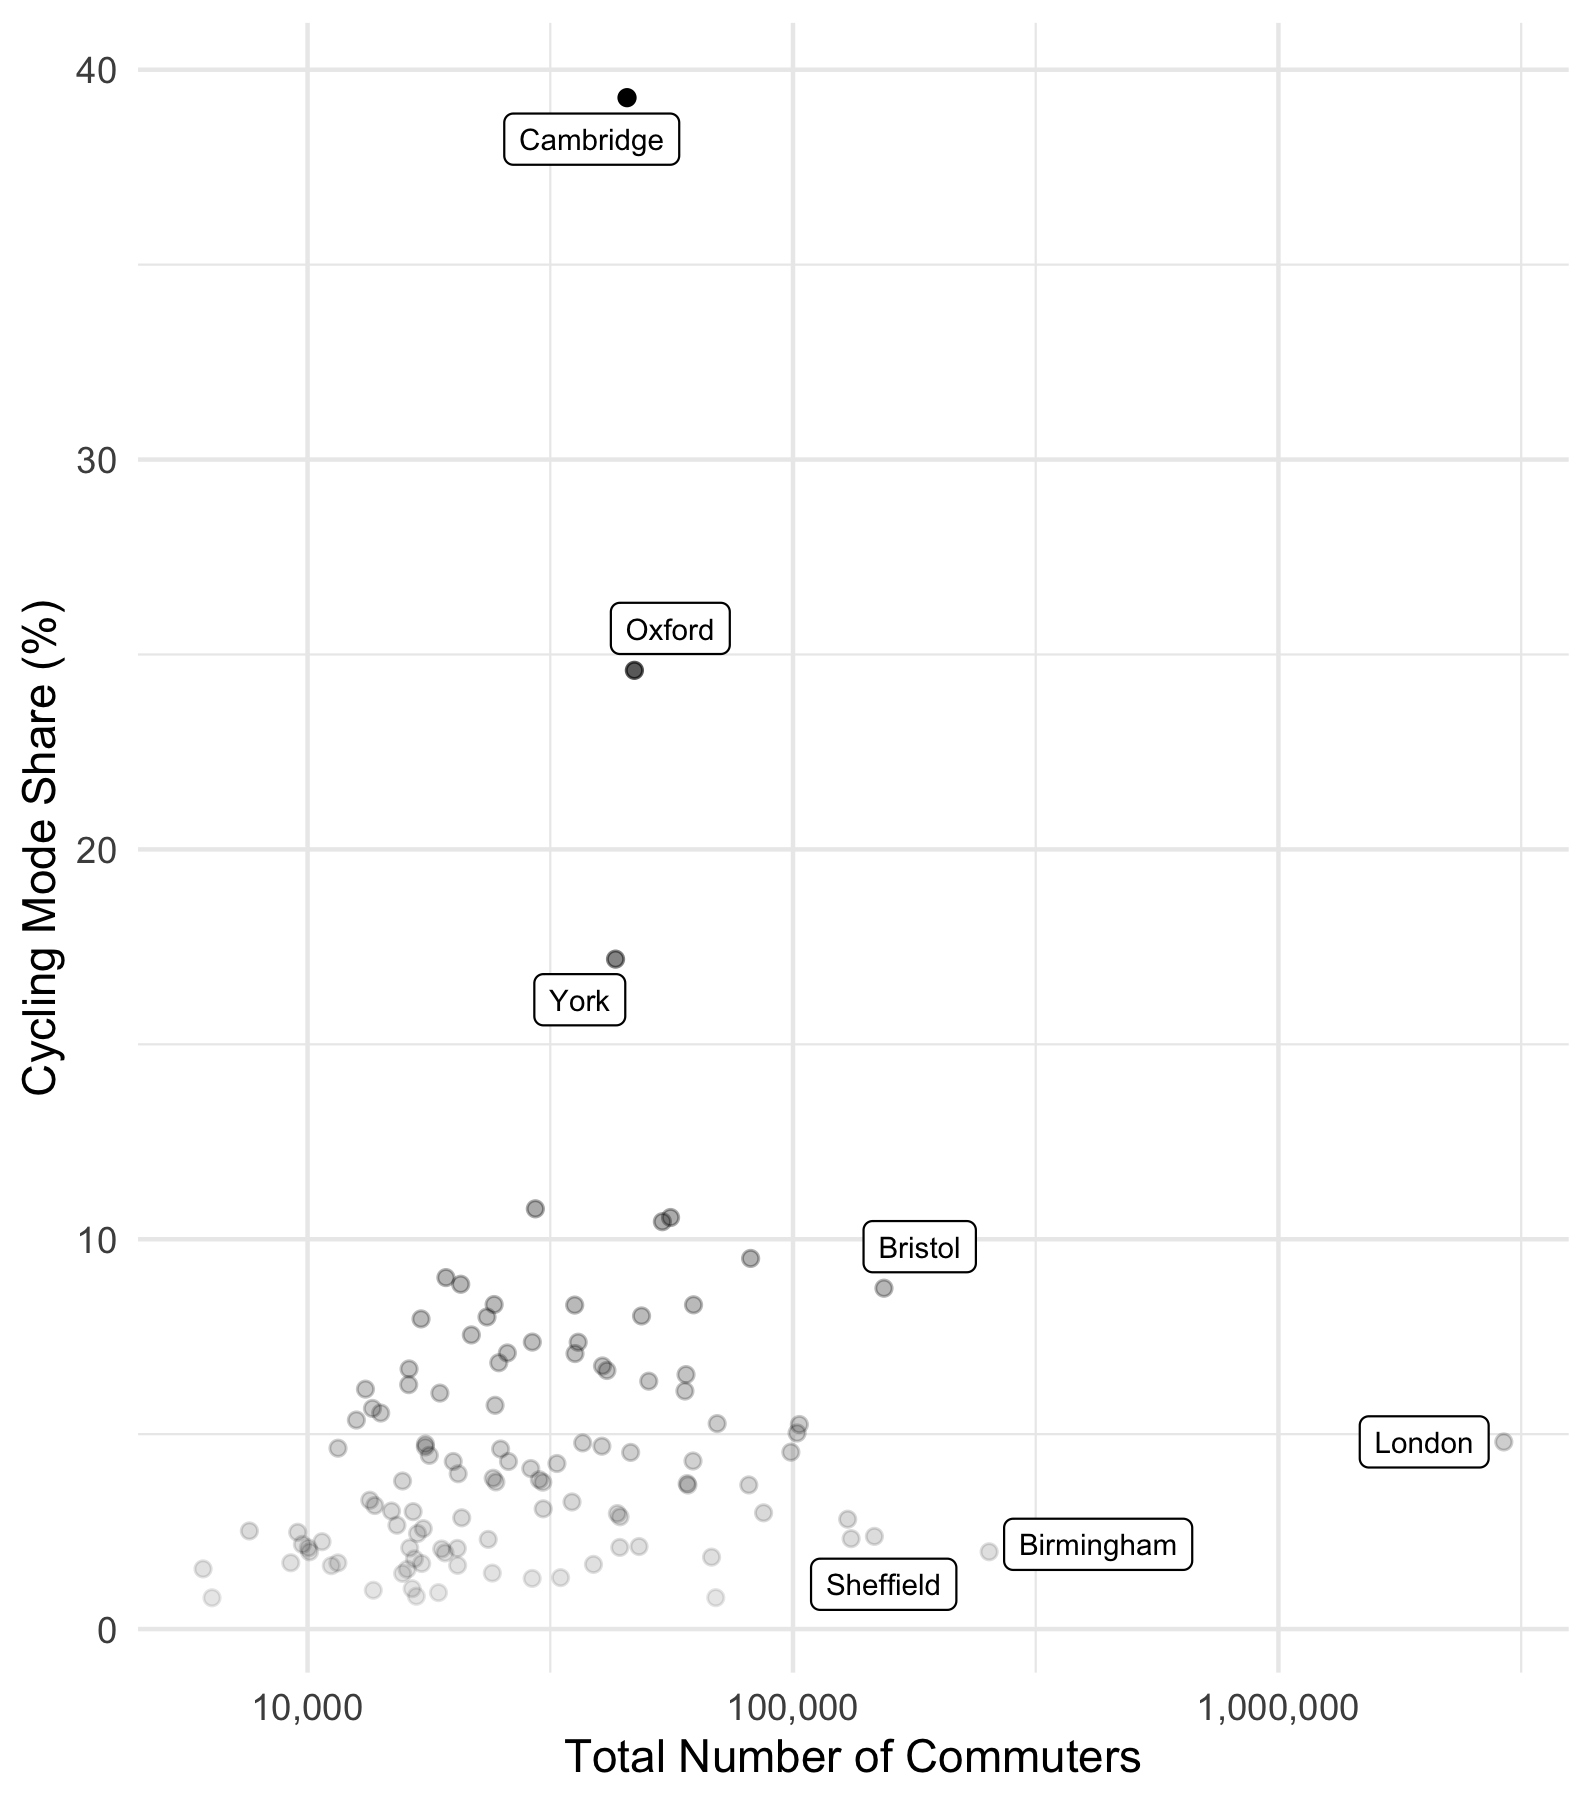 40
Cambridge
30
Oxford
20
York
10
Bristol
London
Birmingham
Sheffield
0
10,000
100,000
1,000,000
Total Number of Commuters
Cycling Mode Share (%)